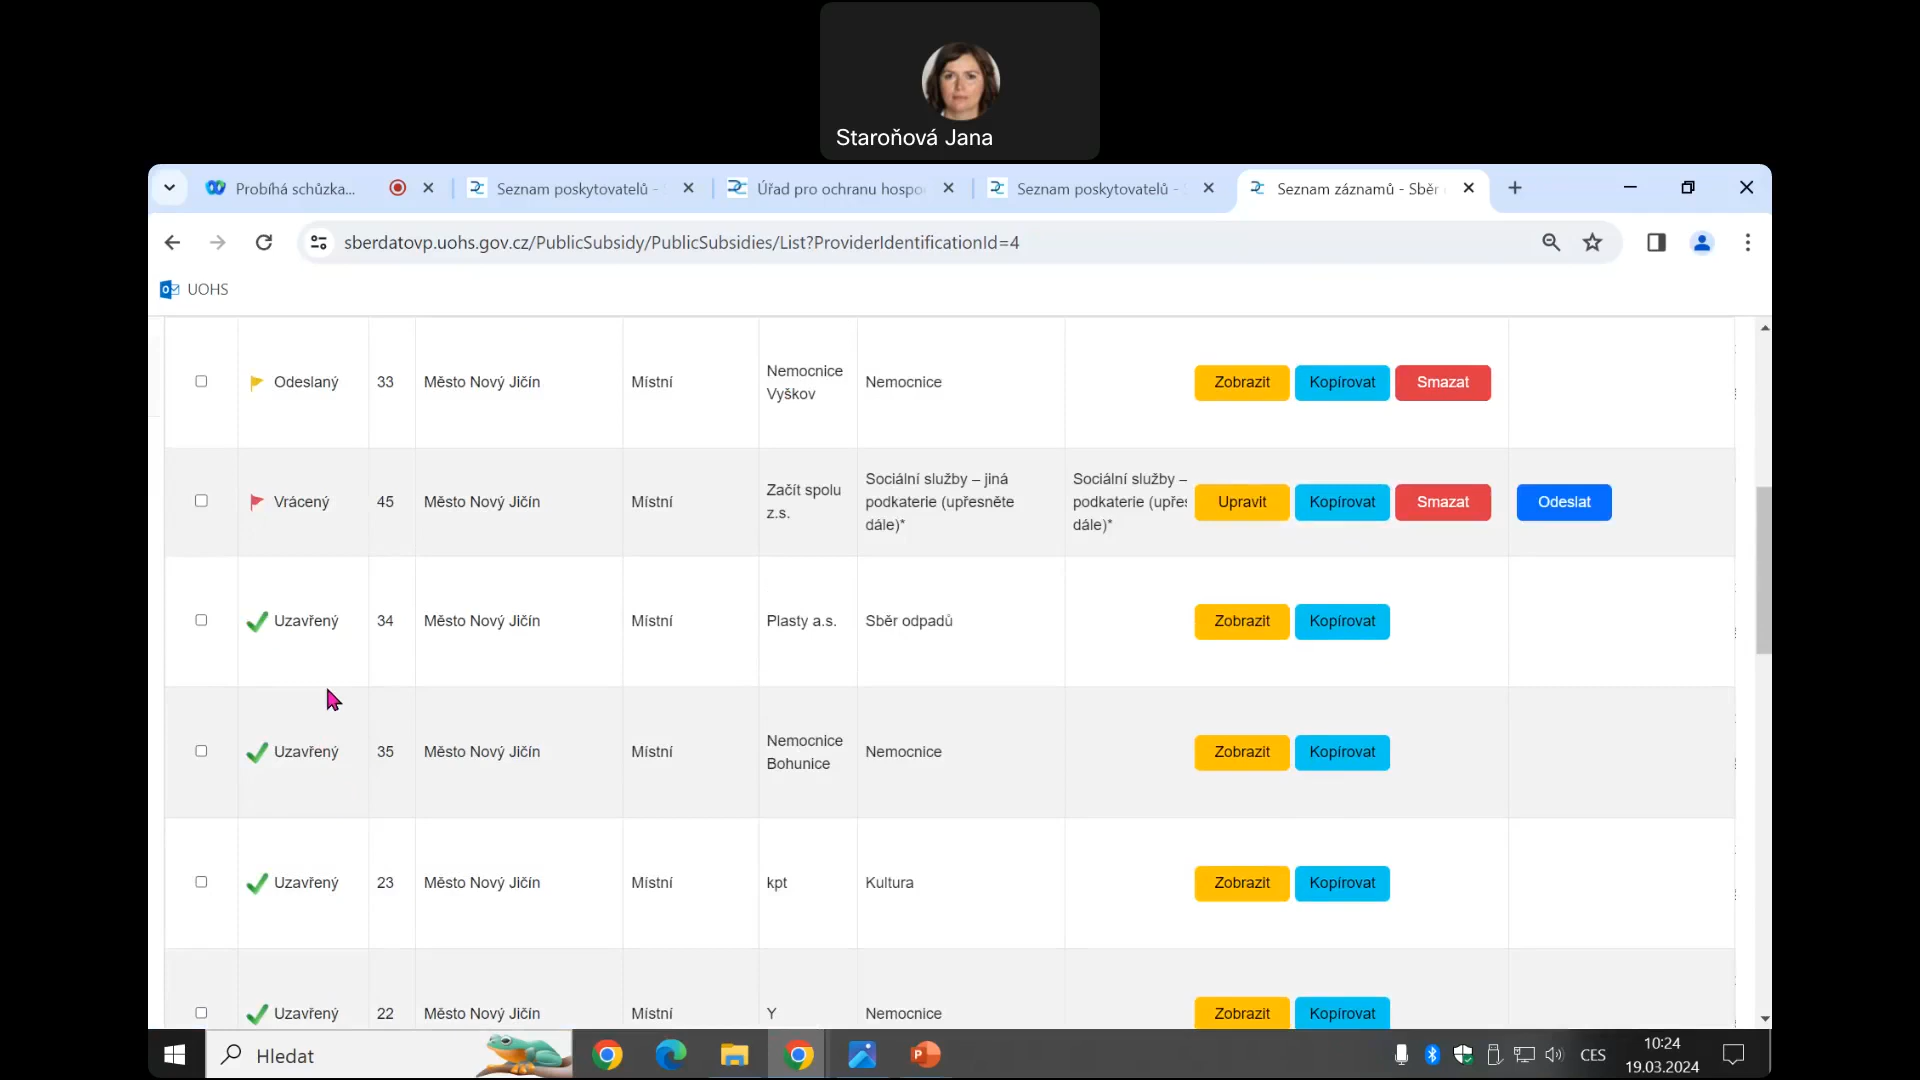 Staroňová Jana
Probíhá schůzka...
Seznam poskytovatelů -
Úřad pro ochranu hospo
Seznam poskytovatelů -
Seznam záznamů - Sběr
sberdatovp.uohs.gov.cz/PublicSubsidy/PublicSubsidies/List?ProviderIdentificationId=4
UOHS
Odeslaný 33 Město Nový Jičín Místní Nemocnice Vyškov Nemocnice Zobrazit Kopírovat Smazat
Vrácený 45 Město Nový Jičín Místní Začít spolu z.s. Sociální služby – jiná podkaterie (upřesněte dále)* Sociální služby – podkaterie (upřes dále)* Upravit Kopírovat Smazat Odeslat
Uzavřený 34 Město Nový Jičín Místní Plasty a.s. Sběr odpadů Zobrazit Kopírovat
Uzavřený 35 Město Nový Jičín Místní Nemocnice Bohunice Nemocnice Zobrazit Kopírovat
Uzavřený 23 Město Nový Jičín Místní kpt Kultura Zobrazit Kopírovat
Uzavřený 22 Město Nový Jičín Místní Y Nemocnice Zobrazit Kopírovat
Hledat
CES
10:24
19.03.2024